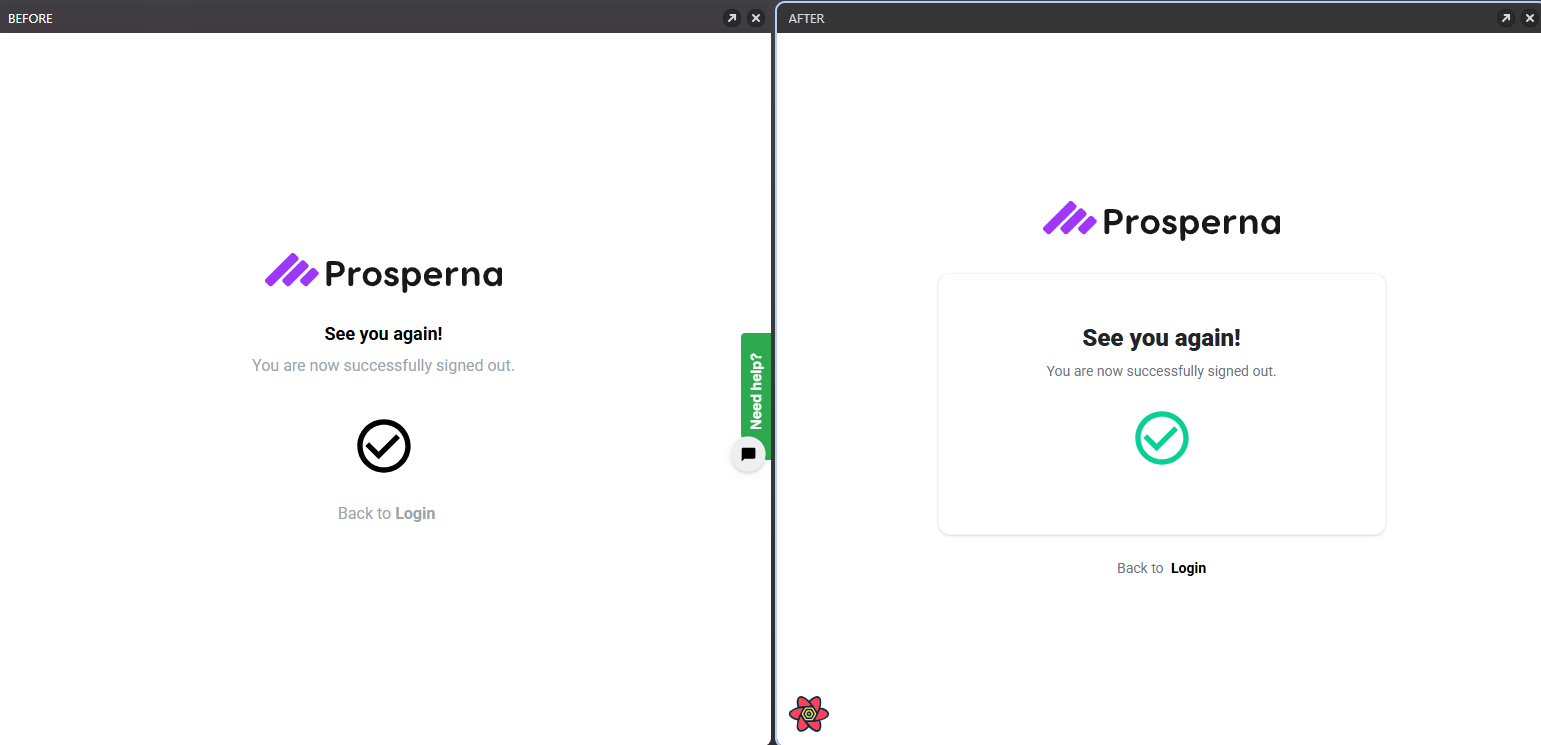 BEFORE
Prosperna
See you again!
You are now successfully signed out.
Need help?
Back to Login
AFTER
Prosperna
See you again!
You are now successfully signed out.
Back to Login